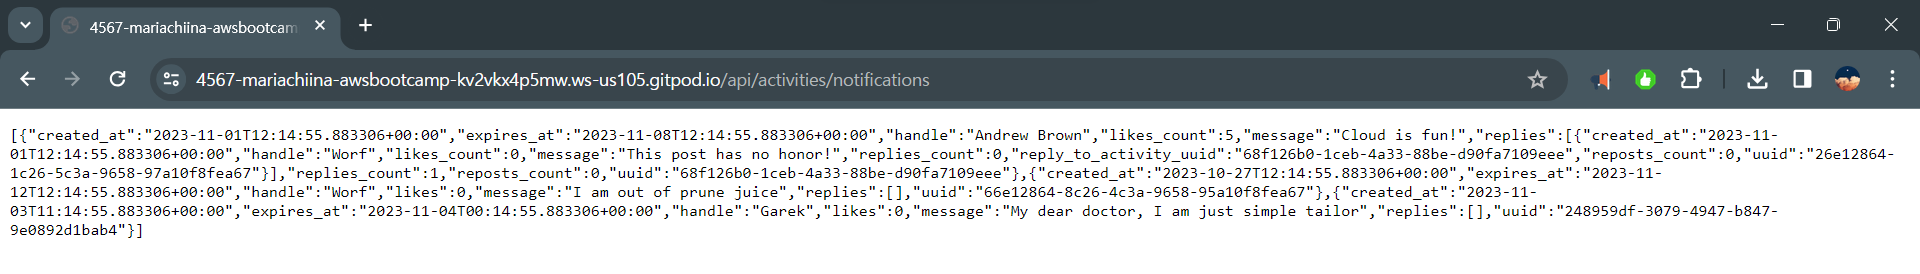 4567-mariachiina-awsbootcam
4567-mariachiina-awsbootcamp-kv2vkx4p5mw.ws-us105.gitpod.io/api/activities/notifications
[{"created_at":"2023-11-01T12:14:55.883306+00:00","expires_at":"2023-11-08T12:14:55.883306+00:00","handle":"Andrew Brown","likes_count":5,"message":"Cloud is fun!","replies":[{"created_at":"2023-11-
01T12:14:55.883306+00:00","handle":"Worf","likes_count":0,"message":"This post has no honor!","replies_count":0,"reply_to_activity_uuid":"68f126b0-1ceb-4a33-88be-d90fa7109eee","reposts_count":0,"uuid":"26e12864-
1c26-5c3a-9658-97a10f8fea67"}],"replies_count":1,"reposts_count":0,"uuid":"68f126b0-1ceb-4a33-88be-d90fa7109eee"},{"created_at":"2023-10-27T12:14:55.883306+00:00","expires_at":"2023-11-
12T12:14:55.883306+00:00","handle":"Worf","likes":0,"message":"I am out of prune juice","replies":[],"uuid":"66e12864-8c26-4c3a-9658-95a10f8fea67"},{"created_at":"2023-11-
03T11:14:55.883306+00:00","expires_at":"2023-11-04T00:14:55.883306+00:00","handle":"Garek","likes":0,"message":"My dear doctor, I am just simple tailor","replies":[],"uuid":"248959df-3079-4947-b847-
9e0892d1bab4"}]